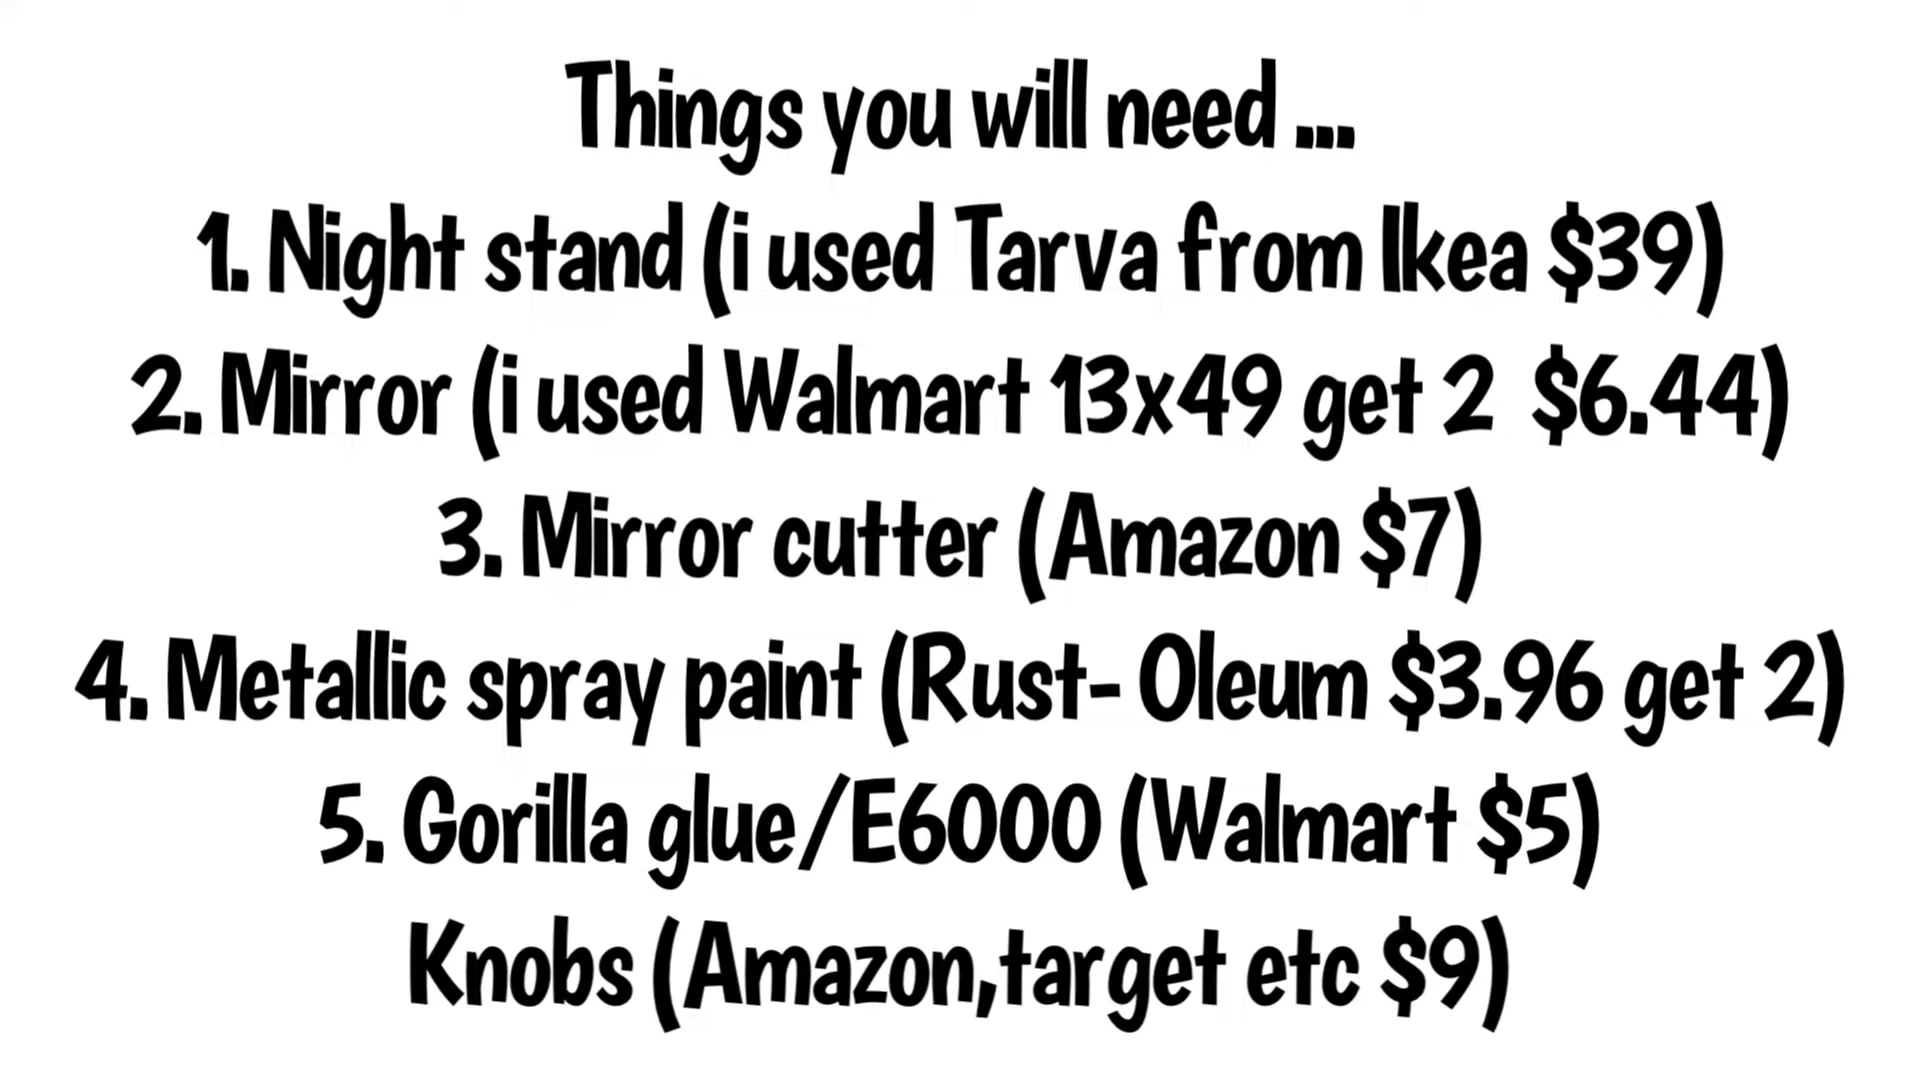 Things you will need ...
1. Night stand (i used Tarva from Ikea $39)
2. Mirror (i used Walmart 13x49 get 2 $6.44)
3. Mirror cutter (Amazon $7)
4. Metallic spray paint (Rust- Oleum $3.96 get 2)
5. Gorilla glue/E6000 (Walmart $5)
Knobs (Amazon,target etc $9)